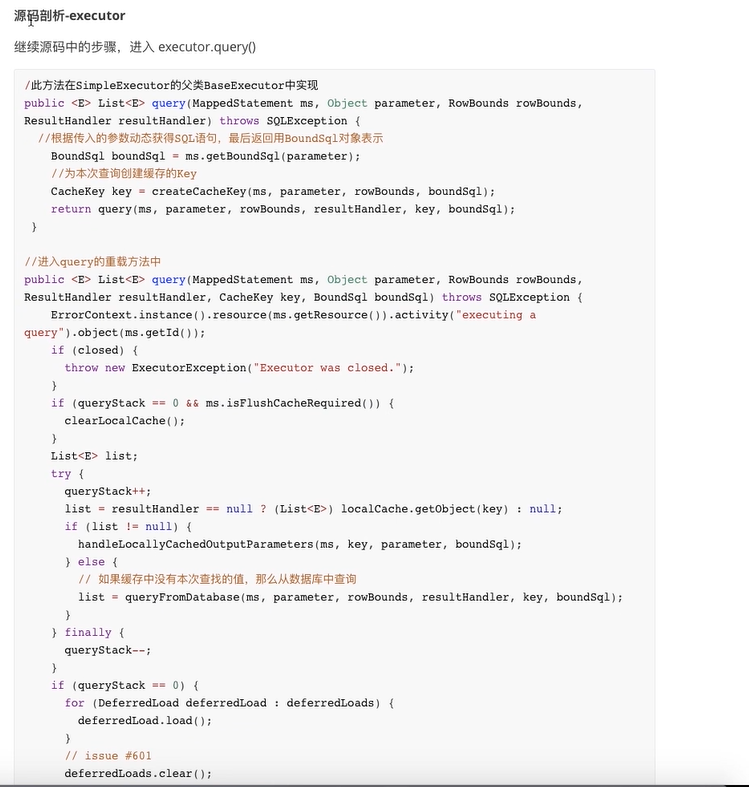 源码剖析-executor
继续源码中的步骤，进入 executor.query()
/此方法在SimpleExecutor的父类BaseExecutor中实现
public <E> List<E> query(MappedStatement ms, Object parameter, RowBounds rowBounds,
ResultHandler resultHandler) throws SQLException {
  //根据传入的参数动态获得SQL语句，最后返回用BoundSql对象表示
    BoundSql boundSql = ms.getBoundSql(parameter);
    //为本次查询创建缓存的Key
    CacheKey key = createCacheKey(ms, parameter, rowBounds, boundSql);
    return query(ms, parameter, rowBounds, resultHandler, key, boundSql);
 }
//进入query的重载方法中
public <E> List<E> query(MappedStatement ms, Object parameter, RowBounds rowBounds,
ResultHandler resultHandler, CacheKey key, BoundSql boundSql) throws SQLException {
    ErrorContext.instance().resource(ms.getResource()).activity("executing a
query").object(ms.getId());
    if (closed) {
      throw new ExecutorException("Executor was closed.");
    }
    if (queryStack == 0 && ms.isFlushCacheRequired()) {
      clearLocalCache();
    }
    List<E> list;
    try {
      queryStack++;
      list = resultHandler == null ? (List<E>) localCache.getObject(key) : null;
      if (list != null) {
        handleLocallyCachedOutputParameters(ms, key, parameter, boundSql);
      } else {
        // 如果缓存中没有本次查找的值，那么从数据库中查询
        list = queryFromDatabase(ms, parameter, rowBounds, resultHandler, key, boundSql);
      }
    } finally {
      queryStack--;
    }
    if (queryStack == 0) {
      for (DeferredLoad deferredLoad : deferredLoads) {
        deferredLoad.load();
      }
      // issue #601
      deferredLoads.clear();